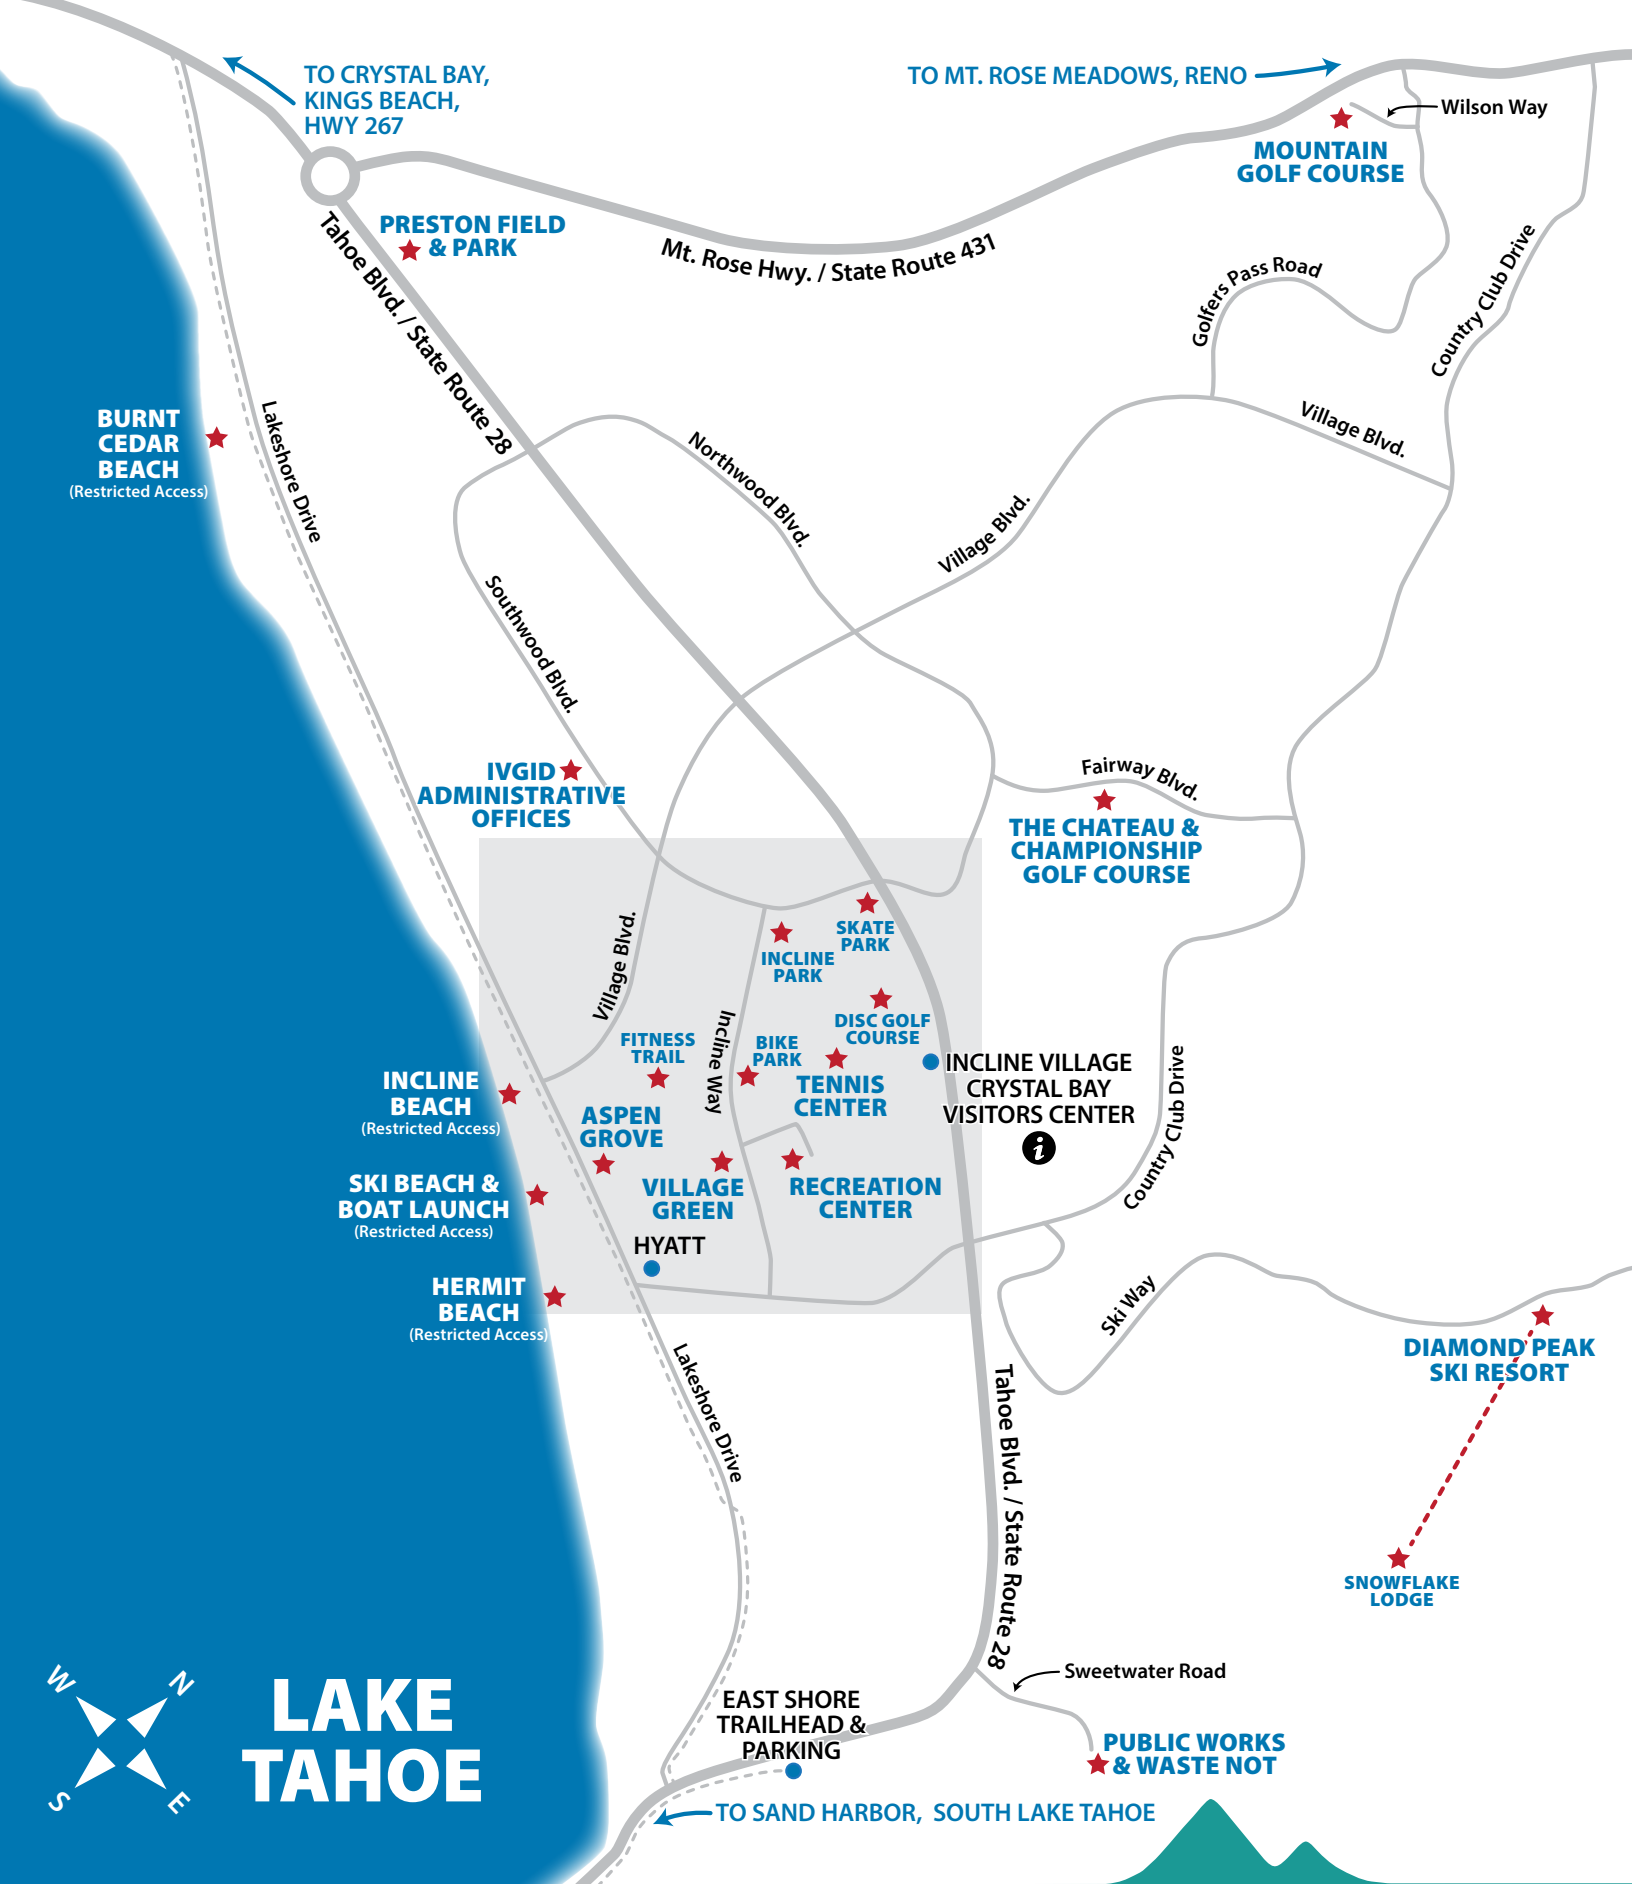 TO CRYSTAL BAY,
KINGS BEACH,
HWY 267
TO MT. ROSE MEADOWS, RENO
Wilson Way
MOUNTAIN
GOLF COURSE
PRESTON FIELD
& PARK
Tahoe Blvd. / State Route 28
Mt. Rose Hwy. / State Route 431
Golfers Pass Road
Country Club Drive
Village Blvd.
BURNT
CEDAR
BEACH
(Restricted Access)
Lakeshore Drive
Northwood Blvd.
Village Blvd.
Southwood Blvd.
IVGID
ADMINISTRATIVE
OFFICES
Fairway Blvd.
THE CHATEAU &
CHAMPIONSHIP
GOLF COURSE
Village Blvd.
SKATE
PARK
INCLINE
PARK
DISC GOLF
COURSE
FITNESS
TRAIL
Incline Way
BIKE
PARK
TENNIS
CENTER
INCLINE VILLAGE
CRYSTAL BAY
VISITORS CENTER
i
Country Club Drive
INCLINE
BEACH
(Restricted Access)
ASPEN
GROVE
SKI BEACH &
BOAT LAUNCH
(Restricted Access)
VILLAGE
GREEN
RECREATION
CENTER
HYATT
HERMIT
BEACH
(Restricted Access)
Ski Way
DIAMOND PEAK
SKI RESORT
Lakeshore Drive
Tahoe Blvd. / State Route 28
SNOWFLAKE
LODGE
Sweetwater Road
EAST SHORE
TRAILHEAD &
PARKING
PUBLIC WORKS
& WASTE NOT
TO SAND HARBOR, SOUTH LAKE TAHOE
W
N
S
E
LAKE
TAHOE